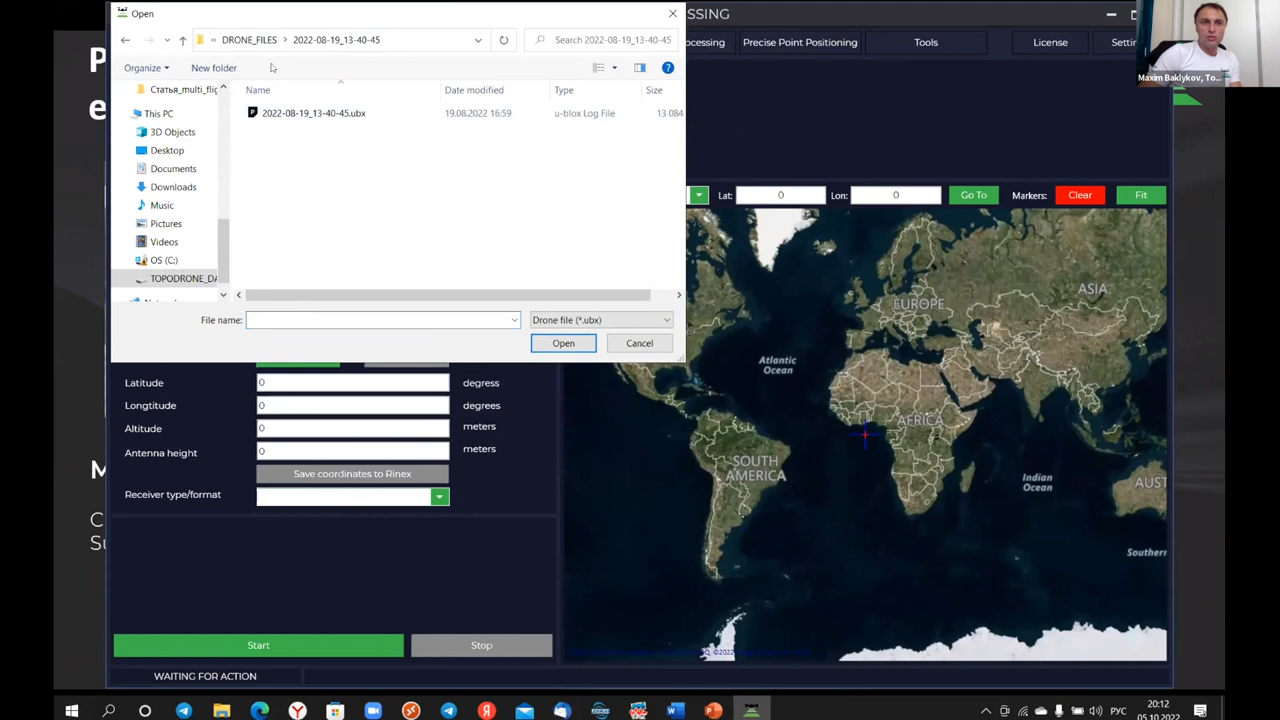 Open
SSING
DRONE_FILES
2022-08-19_13-40-45
Search 2022-08-19_13-40-45
ocessing
Precise Point Positioning
Tools
License
Settin
Maxim Baklykov, To...
Organize
New folder
Name
Date modified
Type
Size
Статья_multi_flig
This PC
3D Objects
Desktop
Documents
Downloads
Music
Pictures
Videos
OS (C:)
TOPODRONE_DA
2022-08-19_13-40-45.ubx
19.08.2022 16:59
u-blox Log File
13 084
File name:
Drone file (*.ubx)
Open
Cancel
Lat:
0
Lon:
0
Go To
Markers:
Clear
Fit
EUROPE
ASIA
Atlantic
Ocean
AFRICA
SOUTH
AMERICA
Indian
Ocean
AUST
Southern
P
e
M
C
Su
Latitude
0
degress
Longtitude
0
degrees
Altitude
0
meters
Antenna height
0
meters
Save coordinates to Rinex
Receiver type/format
Start
Stop
WAITING FOR ACTION
РУС
20:12
05.10.2022